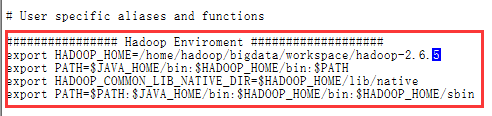 # User specific aliases and functions
################ Hadoop Enviroment ###################
export HADOOP_HOME=/home/hadoop/bigdata/workspace/hadoop-2.6.5
export PATH=$JAVA_HOME/bin:$HADOOP_HOME/bin:$PATH
export HADOOP_COMMON_LIB_NATIVE_DIR=$HADOOP_HOME/lib/native
export PATH=$PATH:$JAVA_HOME/bin:$HADOOP_HOME/bin:$HADOOP_HOME/sbin